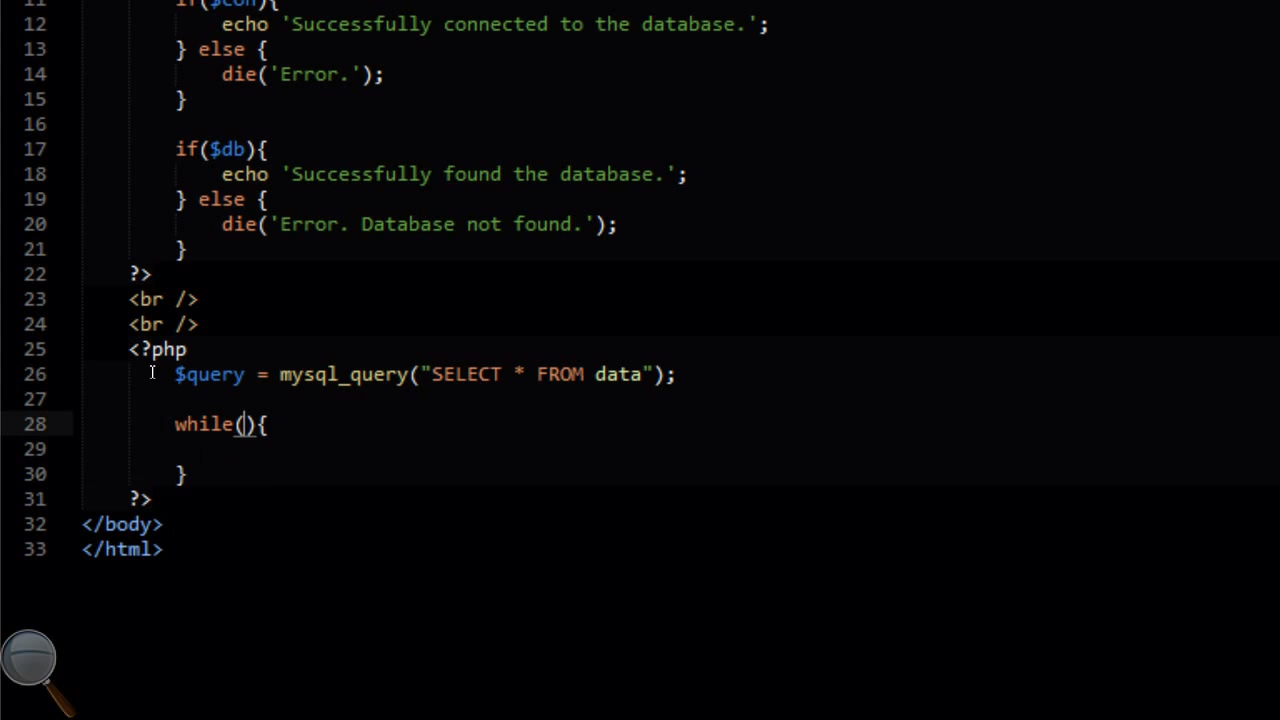 11 if($con){
12 echo 'Successfully connected to the database.';
13 } else {
14 die('Error.');
15 }
16
17 if($db){
18 echo 'Successfully found the database.';
19 } else {
20 die('Error. Database not found.');
21 }
22 ?>
23 <br />
24 <br />
25 <?php
26 $query = mysql_query("SELECT * FROM data");
27
28 while(){
29
30 }
31 ?>
32 </body>
33 </html>